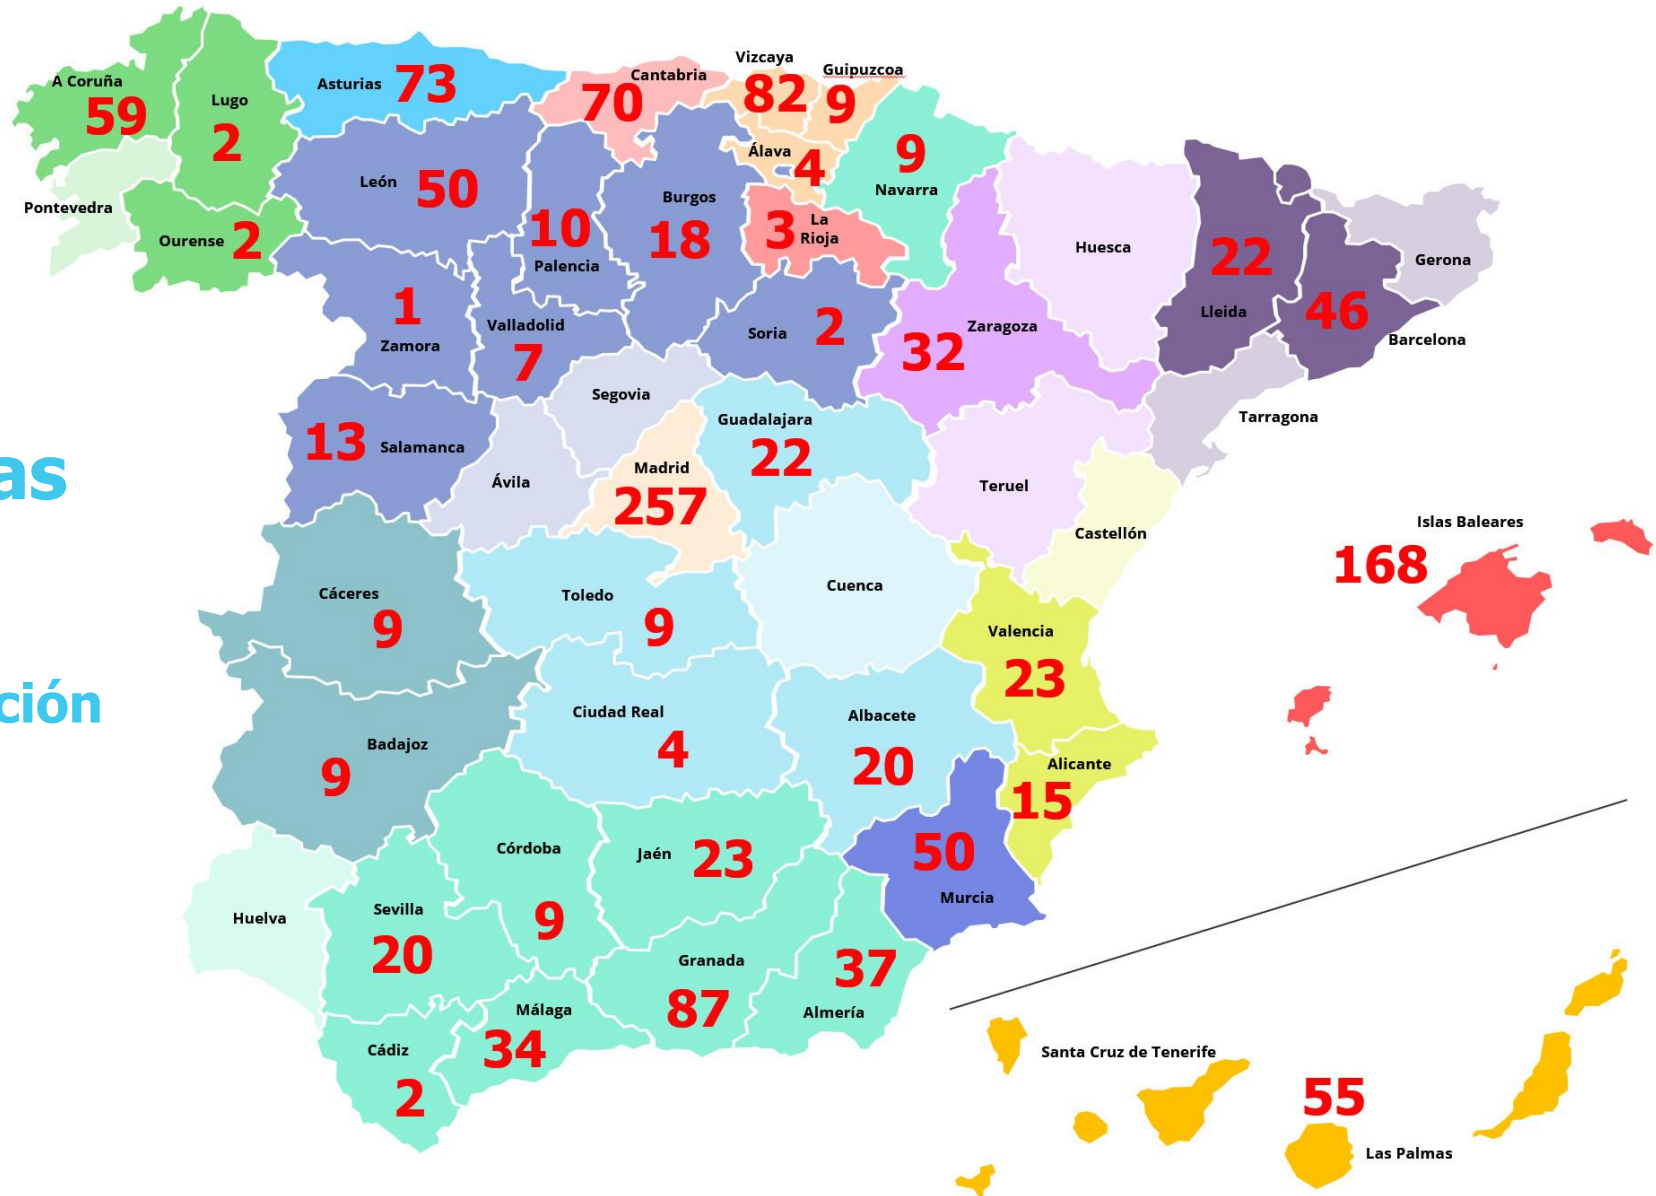 Vizcaya
82
Guipuzcoa
9
A Coruña
59
Lugo
2
Asturias 73
Cantabria
70
Álava
4
9
Navarra
León 50
Burgos
18
3 La
Rioja
Pontevedra
Ourense 2
10
Palencia
Huesca
22
Lleida
Gerona
46
Barcelona
1
Zamora
Valladolid
7
Soria 2
Zaragoza
32
Segovia
Guadalajara
22
Tarragona
13 Salamanca
Ávila
Madrid
257
Teruel
Castellón
as
Islas Baleares
168
Cáceres
9
Toledo
9
Cuenca
Valencia
23
ción
Badajoz
9
Ciudad Real
4
Albacete
20
Alicante
15
Córdoba
9
Jaén 23
50
Murcia
Huelva
Sevilla
20
Granada
87
37
Almería
Málaga
34
Cádiz
2
Santa Cruz de Tenerife
55
Las Palmas